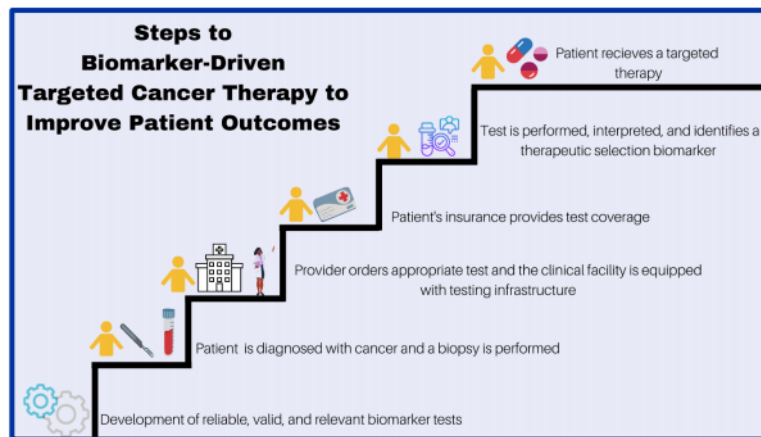 Steps to
Biomarker-Driven
Targeted Cancer Therapy to
Improve Patient Outcomes
Patient recieves a targeted
therapy
Test is performed, interpreted, and identifies a
therapeutic selection biomarker
Patient's insurance provides test coverage
Provider orders appropriate test and the clinical facility is equipped
with testing infrastructure
Patient is diagnosed with cancer and a biopsy is performed
Development of reliable, valid, and relevant biomarker tests